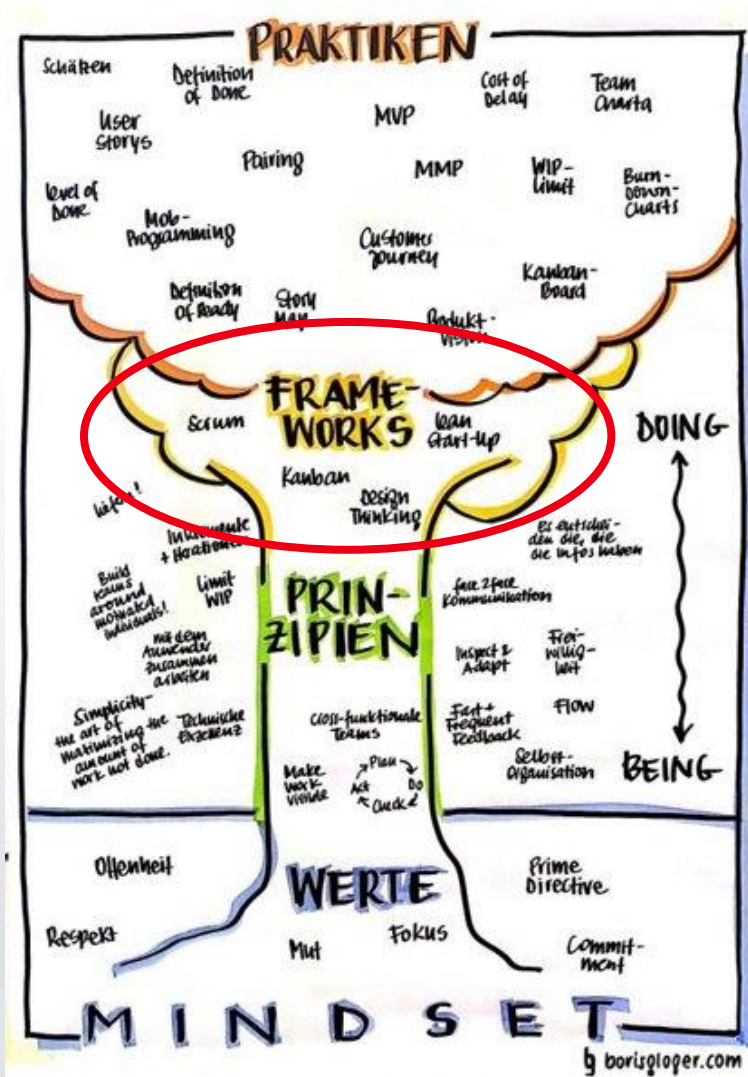 PRAKTIKEN
Schätzen
Definition
of Done
Cost of
Delay
Team
Charta
User
Storys
MVP
Pairing
MMP
WIP-
Limit
Burn-
Down-
Charts
Level of
Done
Mob-
Programming
Customer
Journey
Kanban-
Board
Definition
of Ready
Story
Map
Produkt-
vision
FRAME-
WORKS
Scrum
Lean
Start-Up
Kanban
Design
Thinking
DOING
liefern!
Inkremente
+ Iterationen
Es entschei-
den die, die
die Infos haben
Build
teams
around
motivated
individuals!
Limit
WIP
PRIN-
ZIPIEN
face2face
Kommunikation
mit dem
Anwender
zusammen
arbeiten
Inspect &
Adapt
Frei-
willig-
keit
Simplicity-
the art of
maximizing the
amount of
work not done.
Technische
Exzellenz
Cross-funktionale
Teams
Fast +
Frequent
Feedback
Flow
Make
Work
Visible
Plan
Do
Check
Act
Selbst-
Organisation
BEING
Offenheit
WERTE
Prime
Directive
Respekt
Mut
Fokus
Commit-
ment
MINDSET
borisgloger.com